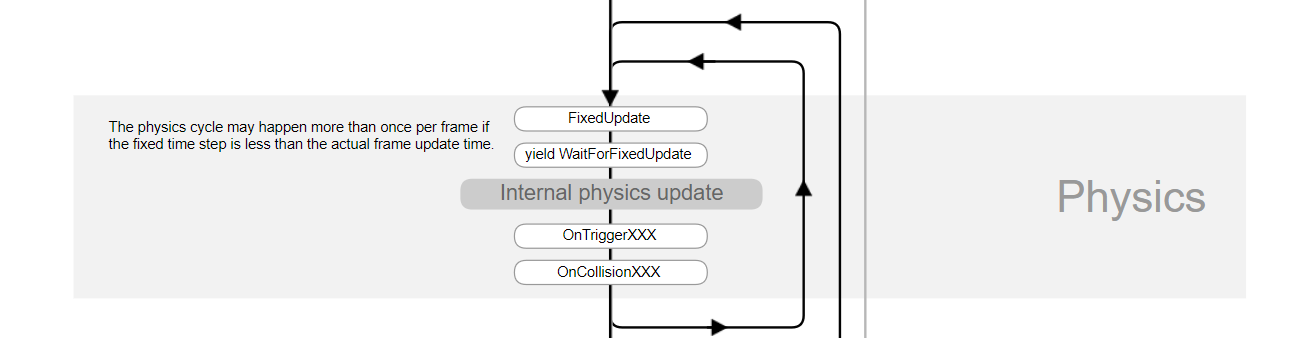 The physics cycle may happen more than once per frame if
the fixed time step is less than the actual frame update time.
FixedUpdate
yield WaitForFixedUpdate
Internal physics update
OnTriggerXXX
OnCollisionXXX
Physics